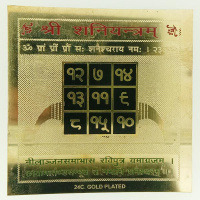 ॐ श्री शनियन्त्रम् ॐ
ॐ प्रां प्रीं प्रौं सः शनैश्चराय नमः । २३
१२ ७ १४
१३ ११ ९
८ १५ १०
नीलाञ्जनसमाभासं रविपुत्रं यमाग्रजम् ।
24C. GOLD PLATED